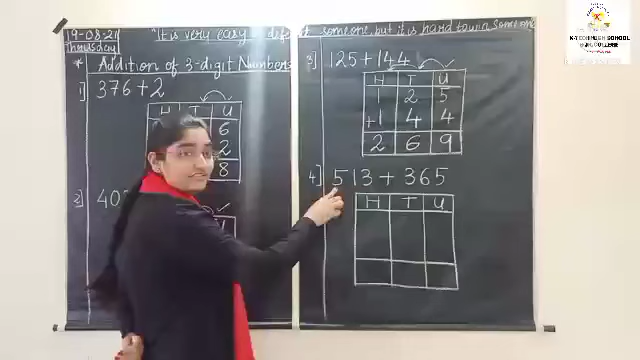 19-08-21 "It is very easy to defeat someone, but it is hard to win someone
Thursday
* Addition of 3-digit Numbers
1] 376 + 2
H T U
6
2
8
2] 40
3] 125 + 144
H T U
1 2 5
+1 4 4
2 6 9
4] 513 + 365
H T U